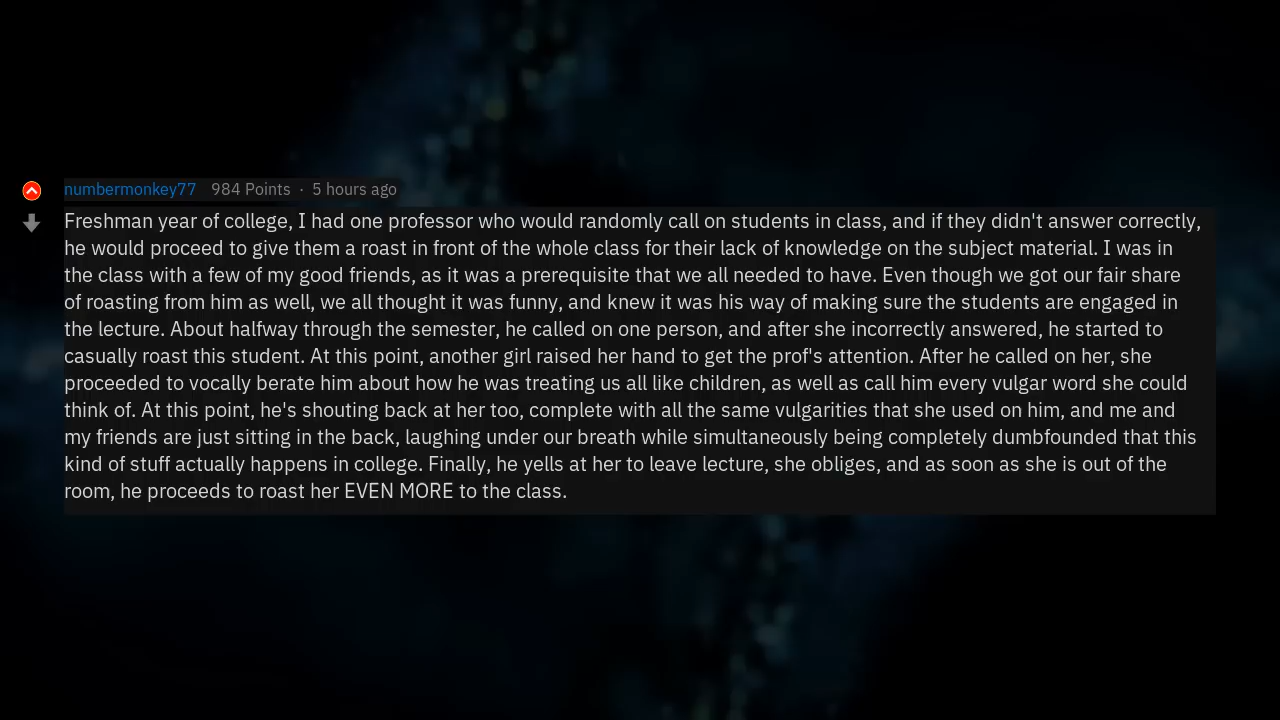 numbermonkey77 984 Points · 5 hours ago
Freshman year of college, I had one professor who would randomly call on students in class, and if they didn't answer correctly,
he would proceed to give them a roast in front of the whole class for their lack of knowledge on the subject material. I was in
the class with a few of my good friends, as it was a prerequisite that we all needed to have. Even though we got our fair share
of roasting from him as well, we all thought it was funny, and knew it was his way of making sure the students are engaged in
the lecture. About halfway through the semester, he called on one person, and after she incorrectly answered, he started to
casually roast this student. At this point, another girl raised her hand to get the prof's attention. After he called on her, she
proceeded to vocally berate him about how he was treating us all like children, as well as call him every vulgar word she could
think of. At this point, he's shouting back at her too, complete with all the same vulgarities that she used on him, and me and
my friends are just sitting in the back, laughing under our breath while simultaneously being completely dumbfounded that this
kind of stuff actually happens in college. Finally, he yells at her to leave lecture, she obliges, and as soon as she is out of the
room, he proceeds to roast her EVEN MORE to the class.